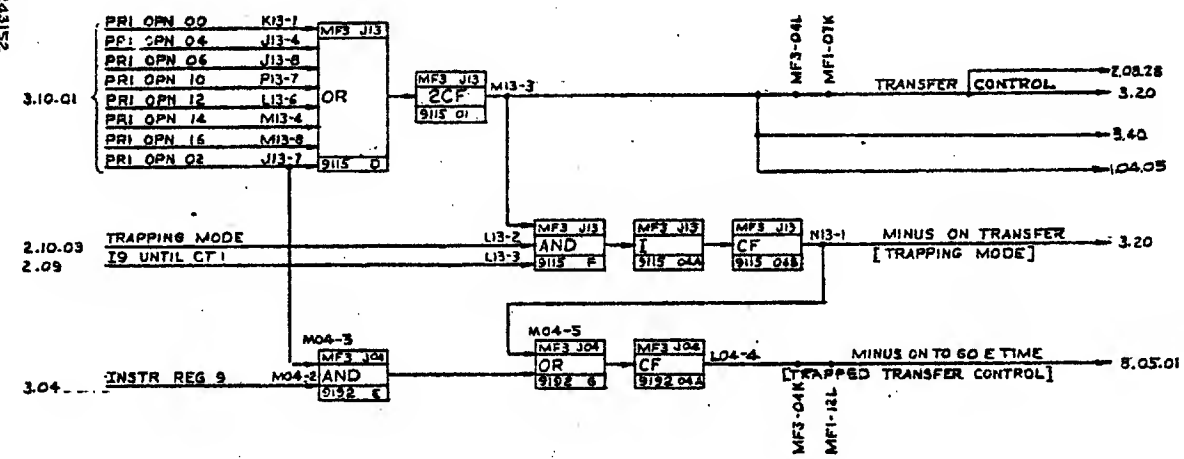 143152
PRI OPN 00 K13-1
PRI OPN 04 J13-4
PRI OPN 06 J13-8
PRI OPN 10 P13-7
PRI OPN 12 L13-6
PRI OPN 14 M13-4
PRI OPN 16 M13-8
PRI OPN 02 J13-7
3.10.01
MF3 J13
OR
9115 D
MF3 J13
2CF
9115 01
M13-3
MF3-04L
MF1-07K
TRANSFER CONTROL
2.08.28
3.20
3.40
1.04.05
2.10.03 TRAPPING MODE L13-2
2.09 I9 UNTIL CT 1 L13-3
MF3 J13
AND
9115 F
MF3 J13
I
9115 04A
MF3 J13
CF
9115 04B
N13-1
MINUS ON TRANSFER
[TRAPPING MODE]
3.20
M04-3
3.04 INSTR REG 9 M04-2
MF3 J04
AND
9192 E
M04-5
MF3 J04
OR
9192 G
MF3 J04
CF
9192 04A
L04-4
MINUS ON TO GO E TIME
[TRAPPED TRANSFER CONTROL]
8.05.01
MF3-04K
MF1-12L